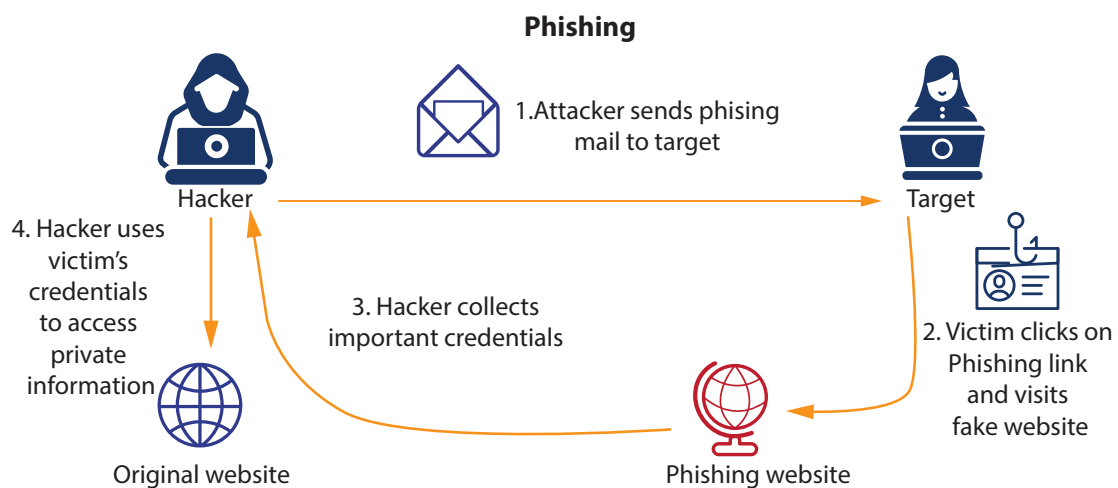 Phishing
1.Attacker sends phising
mail to target
Hacker
Target
4. Hacker uses
victim's
credentials
to access
private
information
3. Hacker collects
important credentials
1
2. Victim clicks on
Phishing link
and visits
fake website
Original website
Phishing website